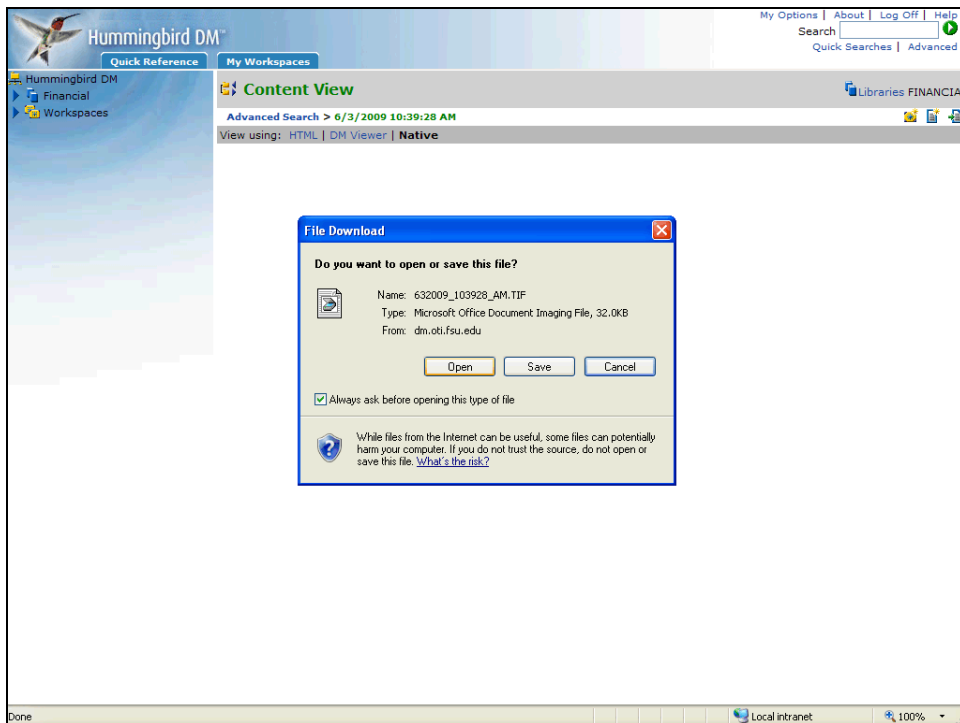 My Options | About | Log Off | Help
Hummingbird DM™
Search
Quick Searches | Advanced
Quick Reference
My Workspaces
Hummingbird DM
Financial
Workspaces
Content View
Libraries FINANCIA
Advanced Search > 6/3/2009 10:39:28 AM
View using: HTML | DM Viewer | Native
File Download
Do you want to open or save this file?
Name: 632009_103928_AM.TIF
Type: Microsoft Office Document Imaging File, 32.0KB
From: dm.oti.fsu.edu
Open Save Cancel
Always ask before opening this type of file
While files from the Internet can be useful, some files can potentially
harm your computer. If you do not trust the source, do not open or
save this file. What's the risk?
Done
Local intranet
100%